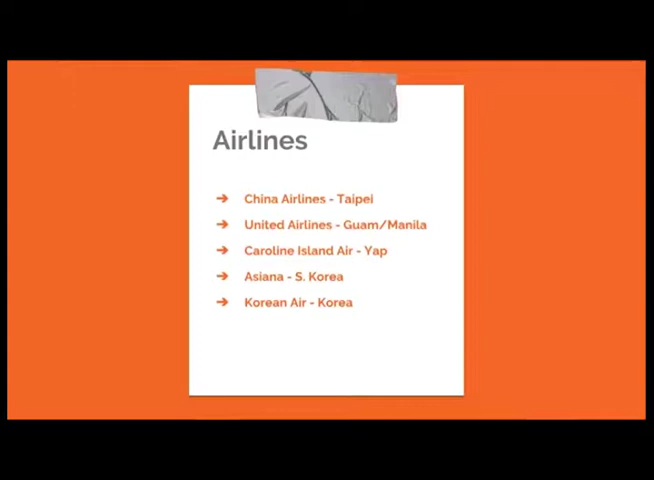 Airlines
➔ China Airlines - Taipei
➔ United Airlines - Guam/Manila
➔ Caroline Island Air - Yap
➔ Asiana - S. Korea
➔ Korean Air - Korea